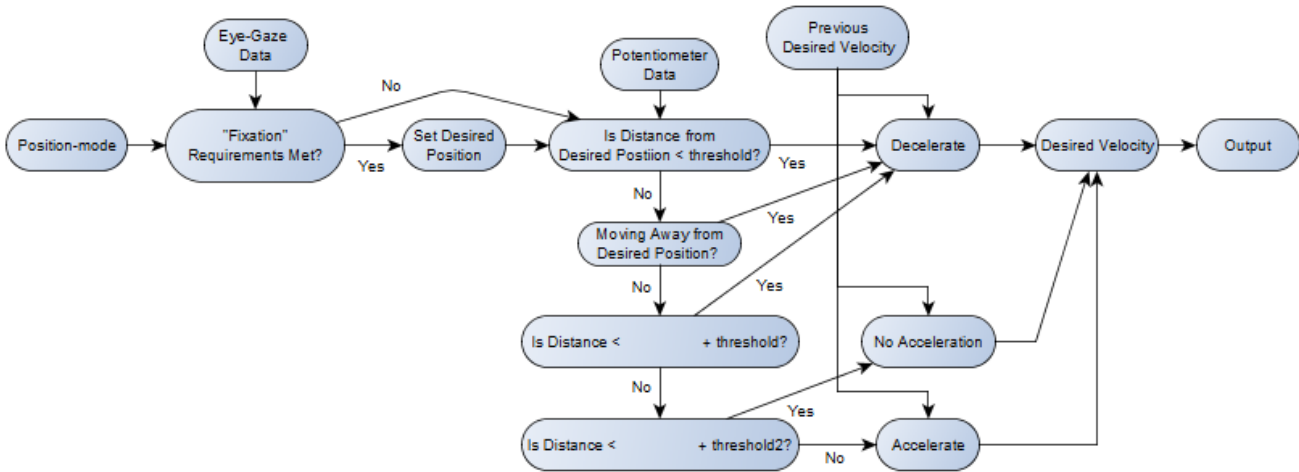 Eye-Gaze
Data
Previous
Desired Velocity
Potentiometer
Data
No
Position-mode
"Fixation"
Requirements Met?
Yes
Set Desired
Position
Is Distance from
Desired Postiion < threshold?
Yes
Decelerate
Desired Velocity
Output
No
Yes
Moving Away from
Desired Position?
No
Yes
Is Distance < + threshold?
No Acceleration
No
Yes
Is Distance < + threshold2?
No
Accelerate